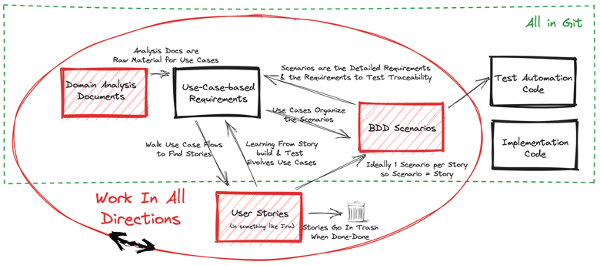 All in Git
Analysis Docs are
Raw Material for Use Cases
Scenarios are the Detailed Requirements
& the Requirements to Test Traceability
Domain Analysis
Documents
Use-Case-based
Requirements
Test Automation
Code
Use Cases Organize
the Scenarios
BDD Scenarios
Implementation
Code
Walk Use Case Flows
to Find Stories
Learning From Story
build & Test
Evolves Use Cases
Ideally 1 Scenario per Story
so Scenario = Story
Work In All
Directions
User Stories
(in something like Jira)
Stories Go In Trash
When Done-Done